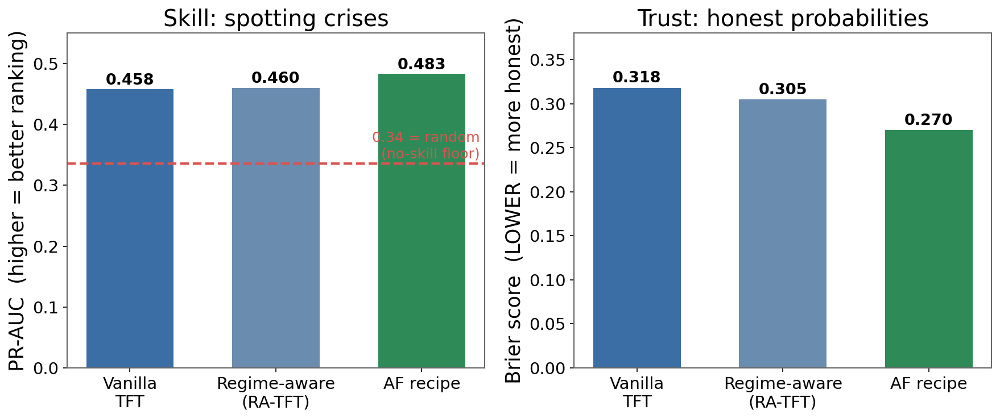 Skill: spotting crises
PR-AUC (higher = better ranking)
0.5
0.4
0.3
0.2
0.1
0.0
0.458
0.460
0.483
0.34 = random
(no-skill floor)
Vanilla
TFT
Regime-aware
(RA-TFT)
AF recipe
Trust: honest probabilities
Brier score (LOWER = more honest)
0.35
0.30
0.25
0.20
0.15
0.10
0.05
0.00
0.318
0.305
0.270
Vanilla
TFT
Regime-aware
(RA-TFT)
AF recipe